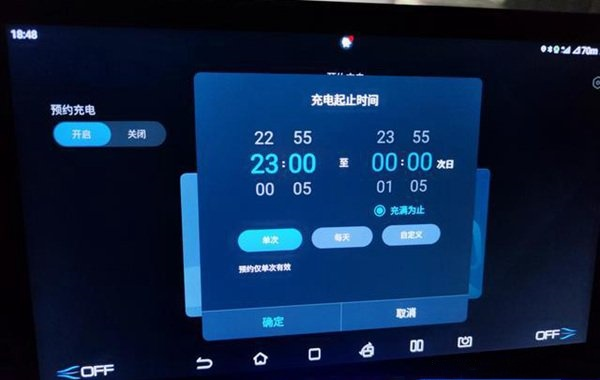 18:48
70m
预约充电
开启 关闭
充电起止时间
22 55 23 55
23:00 至 00:00 次日
00 05 01 05
充满为止
单次 每天 自定义
预约仅单次有效
确定 取消
OFF OFF